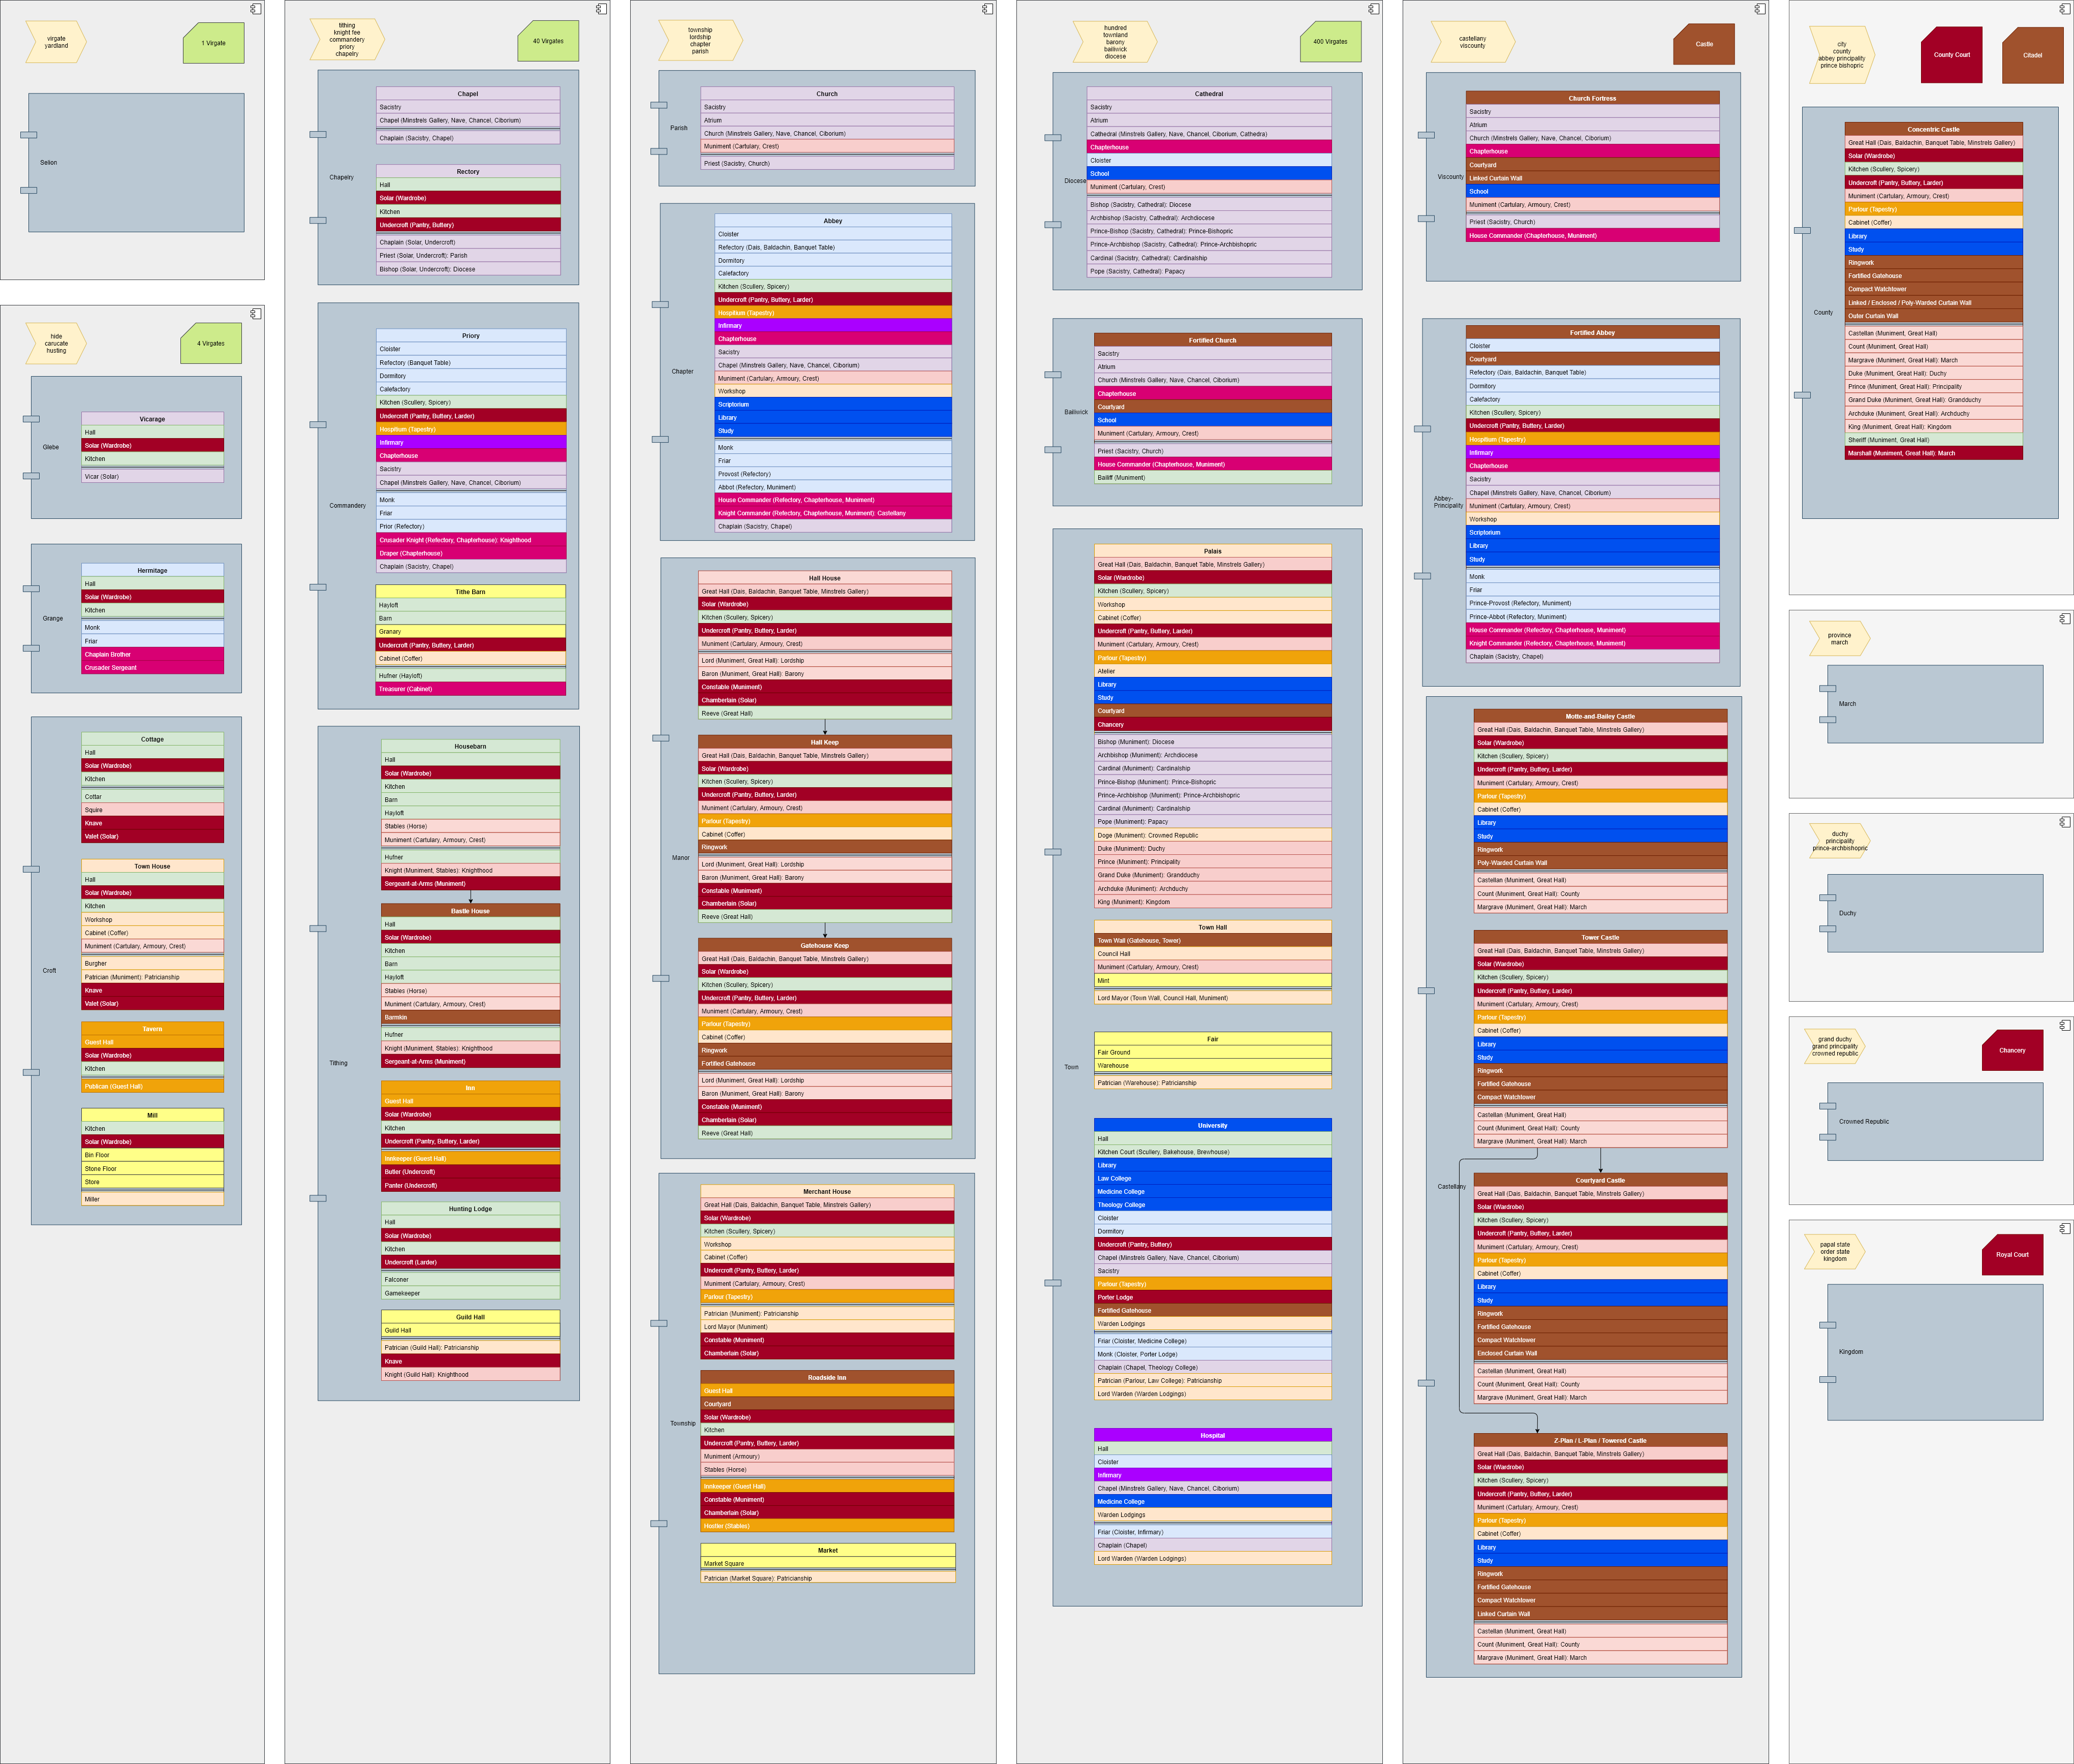 virgate
yardland
1 Virgate
Selion
hide
carucate
husting
4 Virgates
Glebe
Vicarage
Hall
Solar (Wardrobe)
Kitchen
Vicar (Solar)
Grange
Hermitage
Hall
Solar (Wardrobe)
Kitchen
Monk
Friar
Chaplain Brother
Crusader Sergeant
Croft
Cottage
Hall
Solar (Wardrobe)
Kitchen
Cottar
Squire
Knave
Valet (Solar)
Town House
Hall
Solar (Wardrobe)
Kitchen
Workshop
Cabinet (Coffer)
Muniment (Cartulary, Armoury, Crest)
Burgher
Patrician (Muniment): Patricianship
Knave
Valet (Solar)
Tavern
Guest Hall
Solar (Wardrobe)
Kitchen
Publican (Guest Hall)
Mill
Kitchen
Solar (Wardrobe)
Bin Floor
Stone Floor
Store
Miller
tithing
knight fee
commandery
priory
chapelry
40 Virgates
Chapelry
Chapel
Sacistry
Chapel (Minstrels Gallery, Nave, Chancel, Ciborium)
Chaplain (Sacistry, Chapel)
Rectory
Hall
Solar (Wardrobe)
Kitchen
Undercroft (Pantry, Buttery)
Chaplain (Solar, Undercroft)
Priest (Solar, Undercroft): Parish
Bishop (Solar, Undercroft): Diocese
Commandery
Priory
Cloister
Refectory (Banquet Table)
Dormitory
Calefactory
Kitchen (Scullery, Spicery)
Undercroft (Pantry, Buttery, Larder)
Hospitium (Tapestry)
Infirmary
Chapterhouse
Sacistry
Chapel (Minstrels Gallery, Nave, Chancel, Ciborium)
Monk
Friar
Prior (Refectory)
Crusader Knight (Refectory, Chapterhouse): Knighthood
Draper (Chapterhouse)
Chaplain (Sacistry, Chapel)
Tithe Barn
Hayloft
Barn
Granary
Undercroft (Pantry, Buttery, Larder)
Cabinet (Coffer)
Hufner (Hayloft)
Treasurer (Cabinet)
Tithing
Housebarn
Hall
Solar (Wardrobe)
Kitchen
Barn
Hayloft
Stables (Horse)
Muniment (Cartulary, Armoury, Crest)
Hufner
Knight (Muniment, Stables): Knighthood
Sergeant-at-Arms (Muniment)
Bastle House
Hall
Solar (Wardrobe)
Kitchen
Barn
Hayloft
Stables (Horse)
Muniment (Cartulary, Armoury, Crest)
Barmkin
Hufner
Knight (Muniment, Stables): Knighthood
Sergeant-at-Arms (Muniment)
Inn
Guest Hall
Solar (Wardrobe)
Kitchen
Undercroft (Pantry, Buttery, Larder)
Innkeeper (Guest Hall)
Butler (Undercroft)
Panter (Undercroft)
Hunting Lodge
Hall
Solar (Wardrobe)
Kitchen
Undercroft (Larder)
Falconer
Gamekeeper
Guild Hall
Guild Hall
Patrician (Guild Hall): Patricianship
Knave
Knight (Guild Hall): Knighthood
township
lordship
chapter
parish
Parish
Church
Sacistry
Atrium
Church (Minstrels Gallery, Nave, Chancel, Ciborium)
Muniment (Cartulary, Crest)
Priest (Sacistry, Church)
Chapter
Abbey
Cloister
Refectory (Dais, Baldachin, Banquet Table)
Dormitory
Calefactory
Kitchen (Scullery, Spicery)
Undercroft (Pantry, Buttery, Larder)
Hospitium (Tapestry)
Infirmary
Chapterhouse
Sacistry
Chapel (Minstrels Gallery, Nave, Chancel, Ciborium)
Muniment (Cartulary, Armoury, Crest)
Workshop
Scriptorium
Library
Study
Monk
Friar
Provost (Refectory)
Abbot (Refectory, Muniment)
House Commander (Refectory, Chapterhouse, Muniment)
Knight Commander (Refectory, Chapterhouse, Muniment): Castellany
Chaplain (Sacistry, Chapel)
Manor
Hall House
Great Hall (Dais, Baldachin, Banquet Table, Minstrels Gallery)
Solar (Wardrobe)
Kitchen (Scullery, Spicery)
Undercroft (Pantry, Buttery, Larder)
Muniment (Cartulary, Armoury, Crest)
Lord (Muniment, Great Hall): Lordship
Baron (Muniment, Great Hall): Barony
Constable (Muniment)
Chamberlain (Solar)
Reeve (Great Hall)
Hall Keep
Great Hall (Dais, Baldachin, Banquet Table, Minstrels Gallery)
Solar (Wardrobe)
Kitchen (Scullery, Spicery)
Undercroft (Pantry, Buttery, Larder)
Muniment (Cartulary, Armoury, Crest)
Parlour (Tapestry)
Cabinet (Coffer)
Ringwork
Lord (Muniment, Great Hall): Lordship
Baron (Muniment, Great Hall): Barony
Constable (Muniment)
Chamberlain (Solar)
Reeve (Great Hall)
Gatehouse Keep
Great Hall (Dais, Baldachin, Banquet Table, Minstrels Gallery)
Solar (Wardrobe)
Kitchen (Scullery, Spicery)
Undercroft (Pantry, Buttery, Larder)
Muniment (Cartulary, Armoury, Crest)
Parlour (Tapestry)
Cabinet (Coffer)
Ringwork
Fortified Gatehouse
Lord (Muniment, Great Hall): Lordship
Baron (Muniment, Great Hall): Barony
Constable (Muniment)
Chamberlain (Solar)
Reeve (Great Hall)
Township
Merchant House
Great Hall (Dais, Baldachin, Banquet Table, Minstrels Gallery)
Solar (Wardrobe)
Kitchen (Scullery, Spicery)
Workshop
Cabinet (Coffer)
Undercroft (Pantry, Buttery, Larder)
Muniment (Cartulary, Armoury, Crest)
Parlour (Tapestry)
Patrician (Muniment): Patricianship
Lord Mayor (Muniment)
Constable (Muniment)
Chamberlain (Solar)
Roadside Inn
Guest Hall
Courtyard
Solar (Wardrobe)
Kitchen
Undercroft (Pantry, Buttery, Larder)
Muniment (Armoury)
Stables (Horse)
Innkeeper (Guest Hall)
Constable (Muniment)
Chamberlain (Solar)
Hostler (Stables)
Market
Market Square
Patrician (Market Square): Patricianship
hundred
townland
barony
bailiwick
diocese
400 Virgates
Diocese
Cathedral
Sacistry
Atrium
Cathedral (Minstrels Gallery, Nave, Chancel, Ciborium, Cathedra)
Chapterhouse
Cloister
School
Muniment (Cartulary, Crest)
Bishop (Sacistry, Cathedral): Diocese
Archbishop (Sacistry, Cathedral): Archdiocese
Prince-Bishop (Sacistry, Cathedral): Prince-Bishopric
Prince-Archbishop (Sacistry, Cathedral): Prince-Archbishopric
Cardinal (Sacistry, Cathedral): Cardinalship
Pope (Sacistry, Cathedral): Papacy
Bailiwick
Fortified Church
Sacistry
Atrium
Church (Minstrels Gallery, Nave, Chancel, Ciborium)
Chapterhouse
Courtyard
School
Muniment (Cartulary, Armoury, Crest)
Priest (Sacistry, Church)
House Commander (Chapterhouse, Muniment)
Bailiff (Muniment)
Town
Palais
Great Hall (Dais, Baldachin, Banquet Table, Minstrels Gallery)
Solar (Wardrobe)
Kitchen (Scullery, Spicery)
Workshop
Cabinet (Coffer)
Undercroft (Pantry, Buttery, Larder)
Muniment (Cartulary, Armoury, Crest)
Parlour (Tapestry)
Atelier
Library
Study
Courtyard
Chancery
Bishop (Muniment): Diocese
Archbishop (Muniment): Archdiocese
Cardinal (Muniment): Cardinalship
Prince-Bishop (Muniment): Prince-Bishopric
Prince-Archbishop (Muniment): Prince-Archbishopric
Cardinal (Muniment): Cardinalship
Pope (Muniment): Papacy
Doge (Muniment): Crowned Republic
Duke (Muniment): Duchy
Prince (Muniment): Principality
Grand Duke (Muniment): Grandduchy
Archduke (Muniment): Archduchy
King (Muniment): Kingdom
Town Hall
Town Wall (Gatehouse, Tower)
Council Hall
Muniment (Cartulary, Armoury, Crest)
Mint
Lord Mayor (Town Wall, Council Hall, Muniment)
Fair
Fair Ground
Warehouse
Patrician (Warehouse): Patricianship
University
Hall
Kitchen Court (Scullery, Bakehouse, Brewhouse)
Library
Law College
Medicine College
Theology College
Cloister
Dormitory
Undercroft (Pantry, Buttery)
Chapel (Minstrels Gallery, Nave, Chancel, Ciborium)
Sacistry
Parlour (Tapestry)
Porter Lodge
Fortified Gatehouse
Warden Lodgings
Friar (Cloister, Medicine College)
Monk (Cloister, Porter Lodge)
Chaplain (Chapel, Theology College)
Patrician (Parlour, Law College): Patricianship
Lord Warden (Warden Lodgings)
Hospital
Hall
Cloister
Infirmary
Chapel (Minstrels Gallery, Nave, Chancel, Ciborium)
Medicine College
Warden Lodgings
Friar (Cloister, Infirmary)
Chaplain (Chapel)
Lord Warden (Warden Lodgings)
castellany
viscounty
Castle
Viscounty
Church Fortress
Sacistry
Atrium
Church (Minstrels Gallery, Nave, Chancel, Ciborium)
Chapterhouse
Courtyard
Linked Curtain Wall
School
Muniment (Cartulary, Armoury, Crest)
Priest (Sacistry, Church)
House Commander (Chapterhouse, Muniment)
Abbey-
Principality
Fortified Abbey
Cloister
Courtyard
Refectory (Dais, Baldachin, Banquet Table)
Dormitory
Calefactory
Kitchen (Scullery, Spicery)
Undercroft (Pantry, Buttery, Larder)
Hospitium (Tapestry)
Infirmary
Chapterhouse
Sacistry
Chapel (Minstrels Gallery, Nave, Chancel, Ciborium)
Muniment (Cartulary, Armoury, Crest)
Workshop
Scriptorium
Library
Study
Monk
Friar
Prince-Provost (Refectory, Muniment)
Prince-Abbot (Refectory, Muniment)
House Commander (Refectory, Chapterhouse, Muniment)
Knight Commander (Refectory, Chapterhouse, Muniment)
Chaplain (Sacistry, Chapel)
Castellany
Motte-and-Bailey Castle
Great Hall (Dais, Baldachin, Banquet Table, Minstrels Gallery)
Solar (Wardrobe)
Kitchen (Scullery, Spicery)
Undercroft (Pantry, Buttery, Larder)
Muniment (Cartulary, Armoury, Crest)
Parlour (Tapestry)
Cabinet (Coffer)
Library
Study
Ringwork
Poly-Warded Curtain Wall
Castellan (Muniment, Great Hall)
Count (Muniment, Great Hall): County
Margrave (Muniment, Great Hall): March
Tower Castle
Great Hall (Dais, Baldachin, Banquet Table, Minstrels Gallery)
Solar (Wardrobe)
Kitchen (Scullery, Spicery)
Undercroft (Pantry, Buttery, Larder)
Muniment (Cartulary, Armoury, Crest)
Parlour (Tapestry)
Cabinet (Coffer)
Library
Study
Ringwork
Fortified Gatehouse
Compact Watchtower
Castellan (Muniment, Great Hall)
Count (Muniment, Great Hall): County
Margrave (Muniment, Great Hall): March
Courtyard Castle
Great Hall (Dais, Baldachin, Banquet Table, Minstrels Gallery)
Solar (Wardrobe)
Kitchen (Scullery, Spicery)
Undercroft (Pantry, Buttery, Larder)
Muniment (Cartulary, Armoury, Crest)
Parlour (Tapestry)
Cabinet (Coffer)
Library
Study
Ringwork
Fortified Gatehouse
Compact Watchtower
Enclosed Curtain Wall
Castellan (Muniment, Great Hall)
Count (Muniment, Great Hall): County
Margrave (Muniment, Great Hall): March
Z-Plan / L-Plan / Towered Castle
Great Hall (Dais, Baldachin, Banquet Table, Minstrels Gallery)
Solar (Wardrobe)
Kitchen (Scullery, Spicery)
Undercroft (Pantry, Buttery, Larder)
Muniment (Cartulary, Armoury, Crest)
Parlour (Tapestry)
Cabinet (Coffer)
Library
Study
Ringwork
Fortified Gatehouse
Compact Watchtower
Linked Curtain Wall
Castellan (Muniment, Great Hall)
Count (Muniment, Great Hall): County
Margrave (Muniment, Great Hall): March
city
county
abbey principality
prince bishopric
County Court
Citadel
County
Concentric Castle
Great Hall (Dais, Baldachin, Banquet Table, Minstrels Gallery)
Solar (Wardrobe)
Kitchen (Scullery, Spicery)
Undercroft (Pantry, Buttery, Larder)
Muniment (Cartulary, Armoury, Crest)
Parlour (Tapestry)
Cabinet (Coffer)
Library
Study
Ringwork
Fortified Gatehouse
Compact Watchtower
Linked / Enclosed / Poly-Warded Curtain Wall
Outer Curtain Wall
Castellan (Muniment, Great Hall)
Count (Muniment, Great Hall)
Margrave (Muniment, Great Hall): March
Duke (Muniment, Great Hall): Duchy
Prince (Muniment, Great Hall): Principality
Grand Duke (Muniment, Great Hall): Grandduchy
Archduke (Muniment, Great Hall): Archduchy
King (Muniment, Great Hall): Kingdom
Sheriff (Muniment, Great Hall)
Marshall (Muniment, Great Hall): March
province
march
March
duchy
principality
prince-archbishopric
Duchy
grand duchy
grand principality
crowned republic
Chancery
Crowned Republic
papal state
order state
kingdom
Royal Court
Kingdom